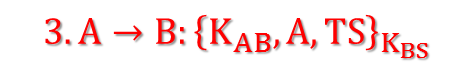 3. A → B: {K_AB, A, TS}_K_BS